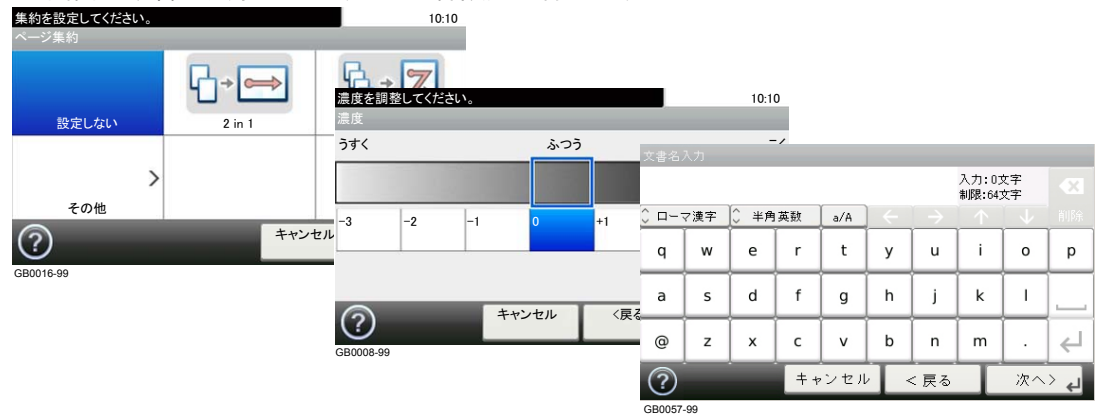 集約を設定してください。
10:10
ページ集約
設定しない
2 in 1
その他
キャンセル
GB0016-99
濃度を調整してください。
10:10
濃度
うすく
ふつう
-3
-2
-1
0
+1
キャンセル
<戻る
GB0008-99
文書名入力
入力:0文字
制限:64文字
ローマ漢字
半角英数
a/A
削除
q w e r t y u i o p
a s d f g h j k l
@ z x c v b n m .
キャンセル
<戻る
次へ>
GB0057-99